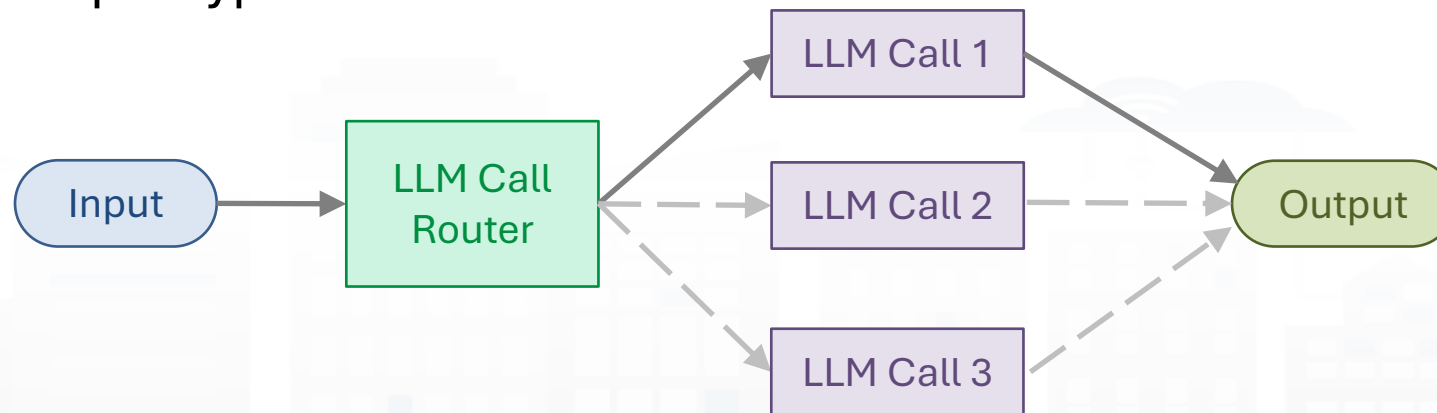 LLM Call 1
Input
LLM Call
Router
LLM Call 2
Output
LLM Call 3